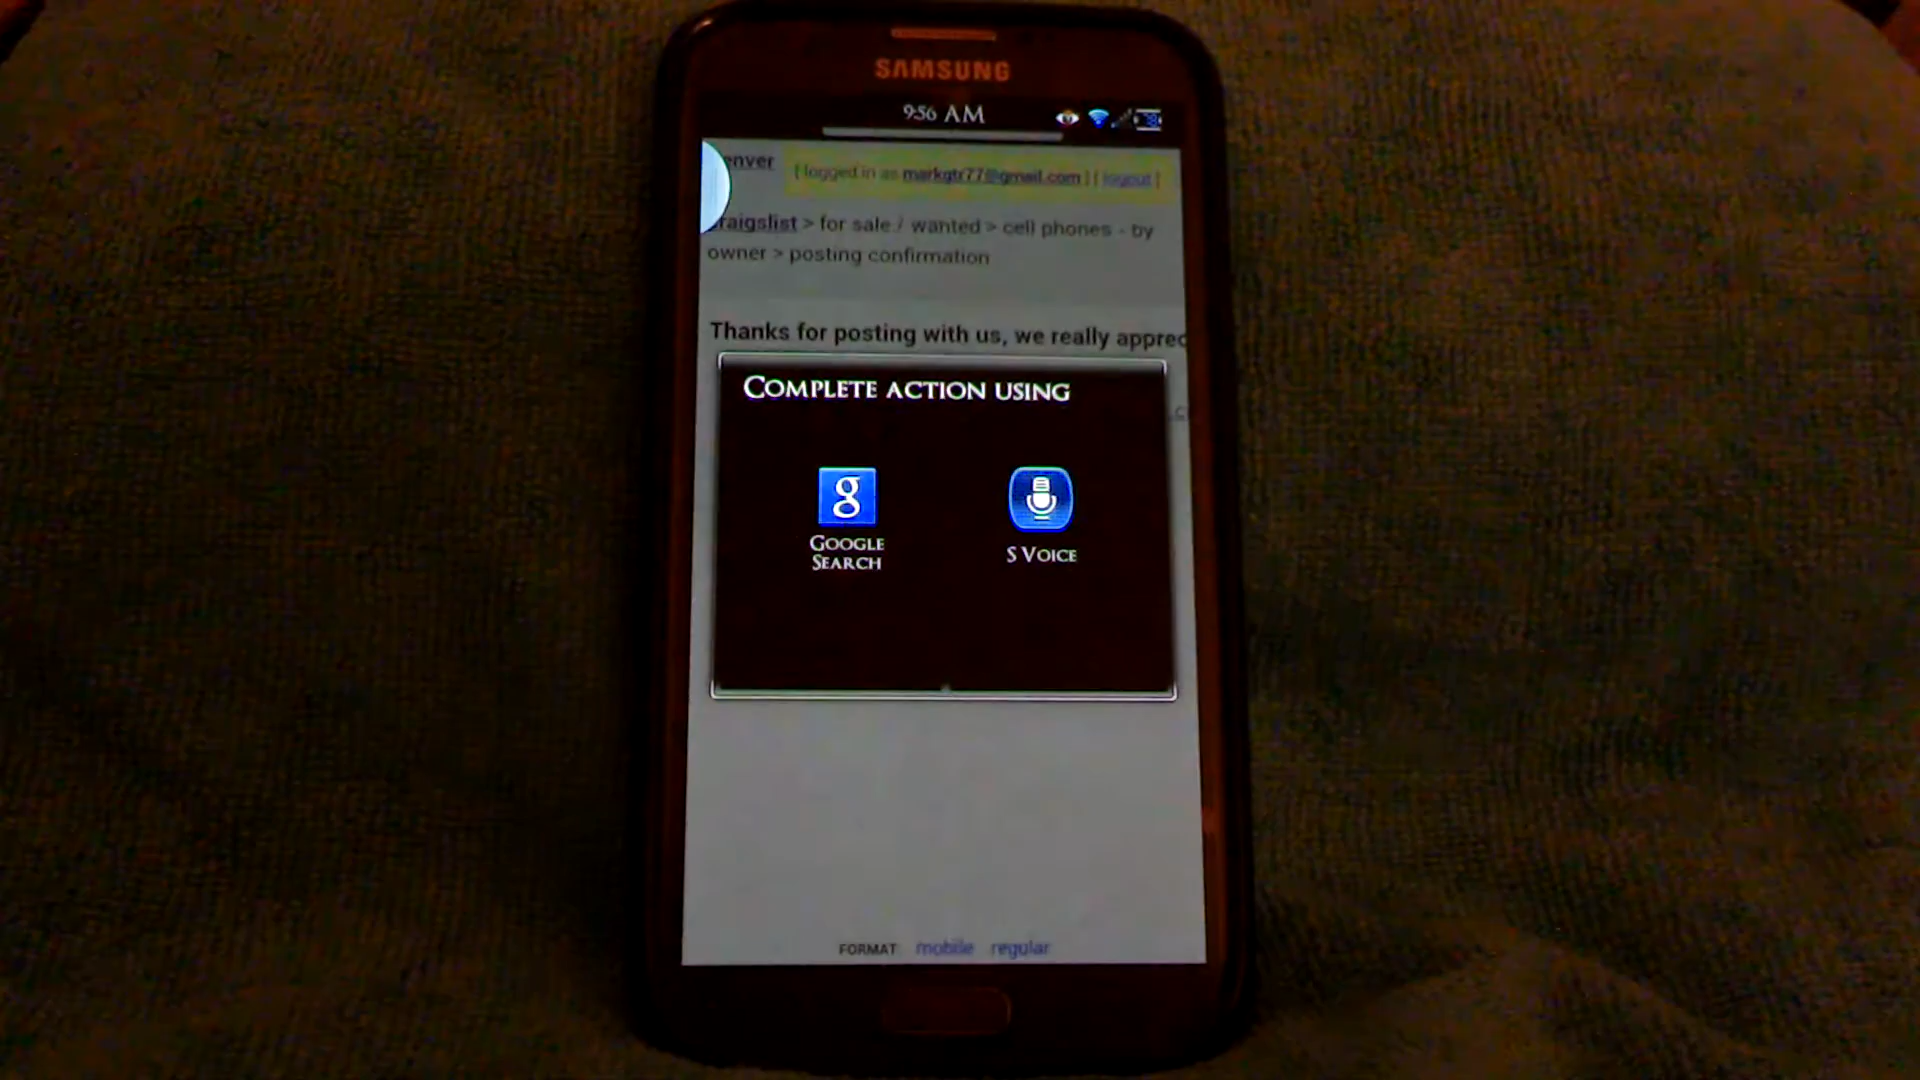 SAMSUNG
9:56 AM
enver
[ logged in as markgtr77@gmail.com ] [ logout ]
raigslist > for sale / wanted > cell phones - by
owner > posting confirmation
Thanks for posting with us, we really apprec
COMPLETE ACTION USING
g
GOOGLE
SEARCH
S VOICE
FORMAT mobile regular